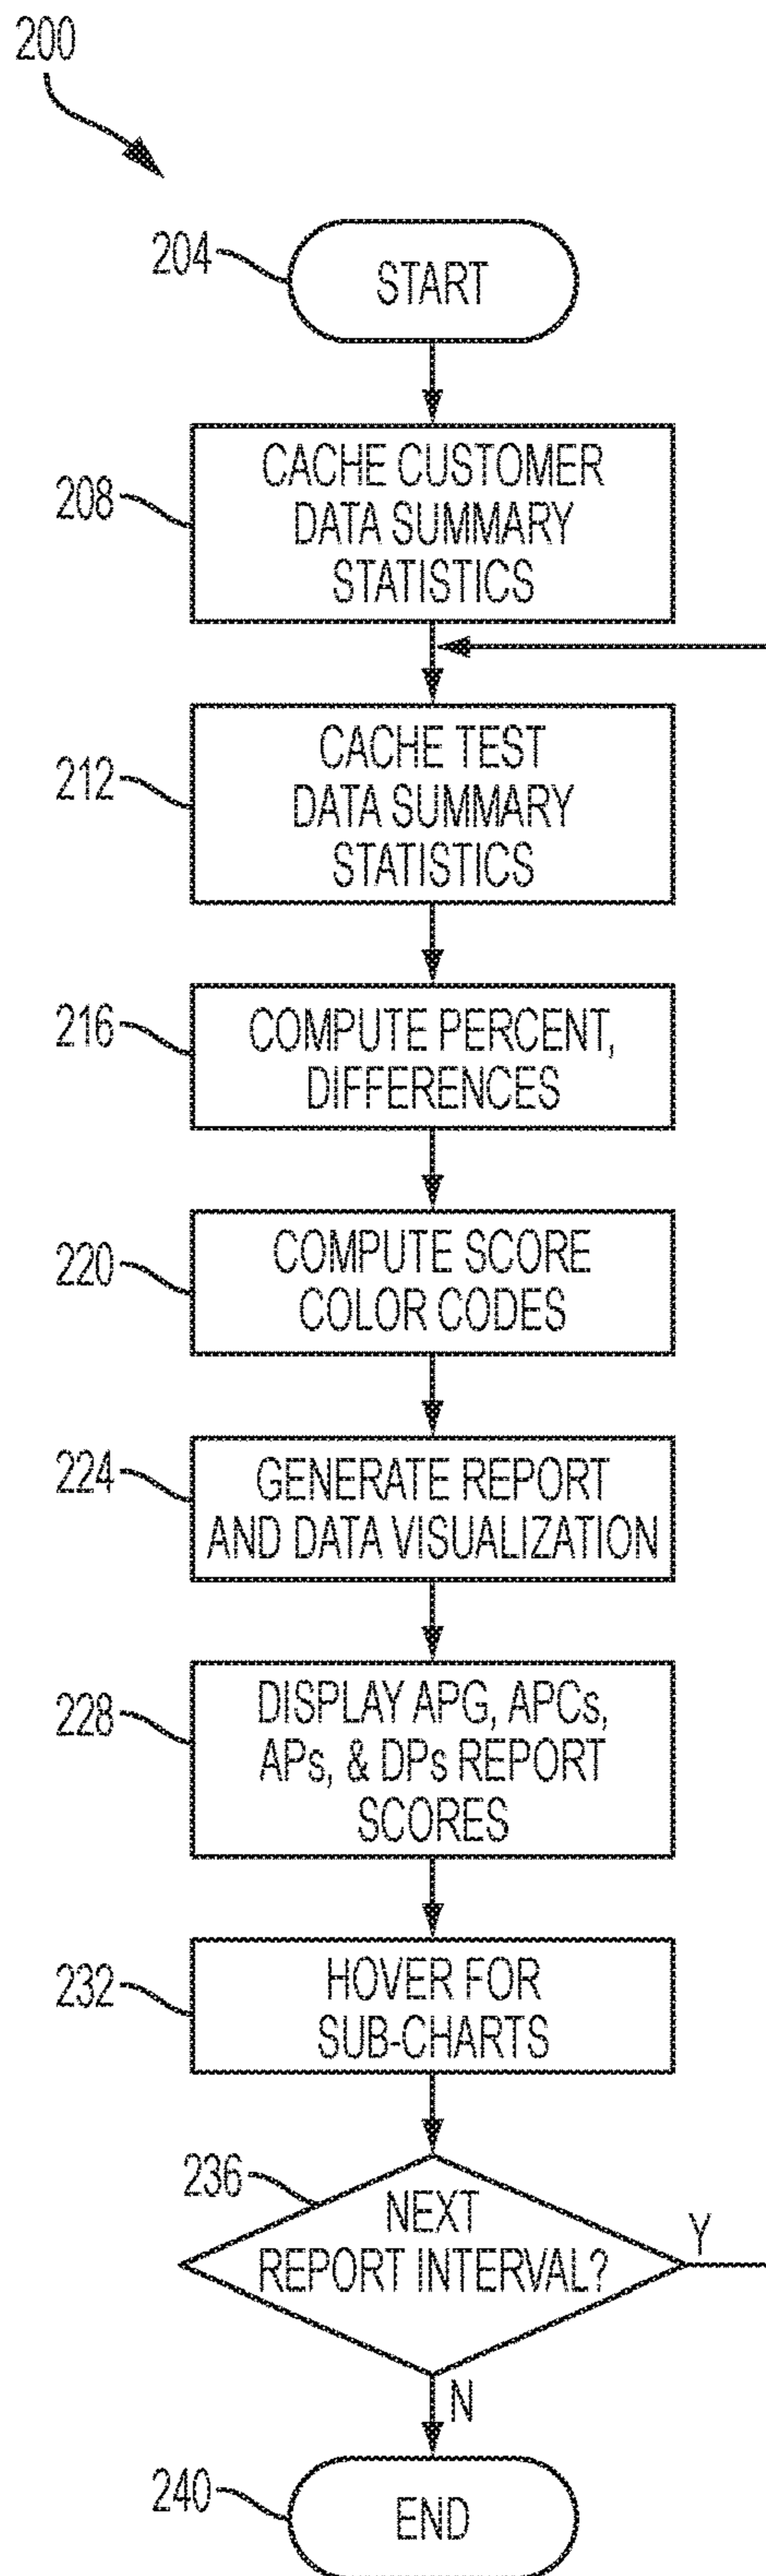 200
204
START
208
CACHE CUSTOMER
DATA SUMMARY
STATISTICS
212
CACHE TEST
DATA SUMMARY
STATISTICS
216
COMPUTE PERCENT,
DIFFERENCES
220
COMPUTE SCORE
COLOR CODES
224
GENERATE REPORT
AND DATA VISUALIZATION
228
DISPLAY APG, APCs,
APs, & DPs REPORT
SCORES
232
HOVER FOR
SUB-CHARTS
236
NEXT
REPORT INTERVAL?
Y
N
240
END